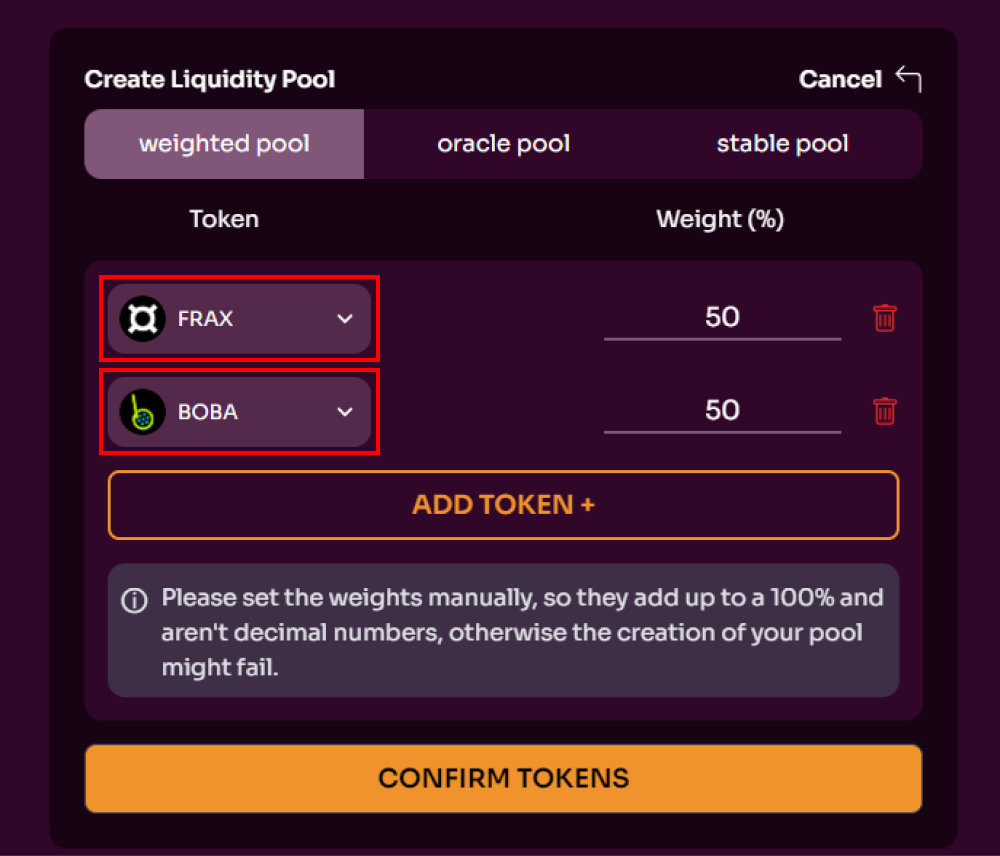 Create Liquidity Pool
Cancel
weighted pool
oracle pool
stable pool
Token
Weight (%)
FRAX
50
BOBA
50
ADD TOKEN +
Please set the weights manually, so they add up to a 100% and
aren't decimal numbers, otherwise the creation of your pool
might fail.
CONFIRM TOKENS